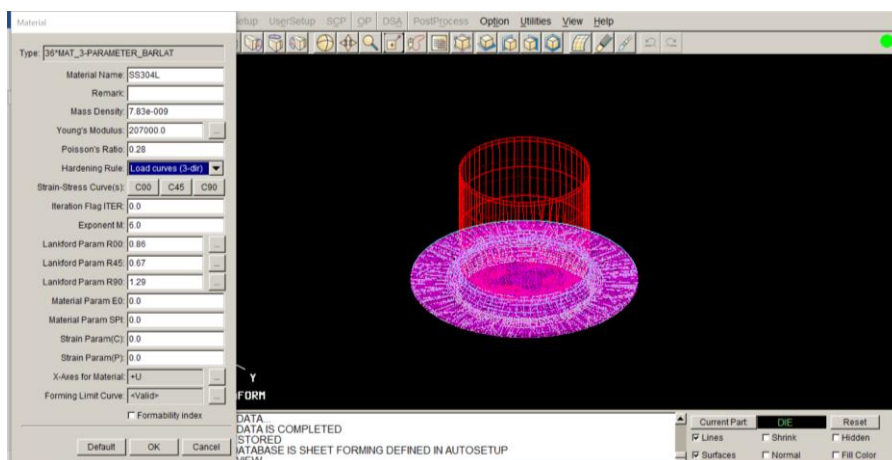 Material
Setup UserSetup SCP OP DSA PostProcess Option Utilities View Help
Type: 36*MAT_3-PARAMETER_BARLAT
Material Name: SS304L
Remark:
Mass Density: 7.83e-009
Young's Modulus: 207000.0 ...
Poisson's Ratio: 0.28
Hardening Rule: Load curves (3-dir)
Strain-Stress Curve(s): C00 C45 C90
Iteration Flag ITER: 0.0
Exponent M: 6.0
Lankford Param R00: 0.86 ...
Lankford Param R45: 0.67 ...
Lankford Param R90: 1.29 ...
Material Param E0: 0.0
Material Param SPI: 0.0
Strain Param(C): 0.0
Strain Param(P): 0.0
X-Axes for Material: +U ...
Forming Limit Curve: <Valid> ...
Formability index
Default OK Cancel
Y
FORM
DATA...
DATA IS COMPLETED
STORED
DATABASE IS SHEET FORMING DEFINED IN AUTOSETUP
VIEW
Current Part DIE Reset
Lines Shrink Hidden
Surfaces Normal Fill Color